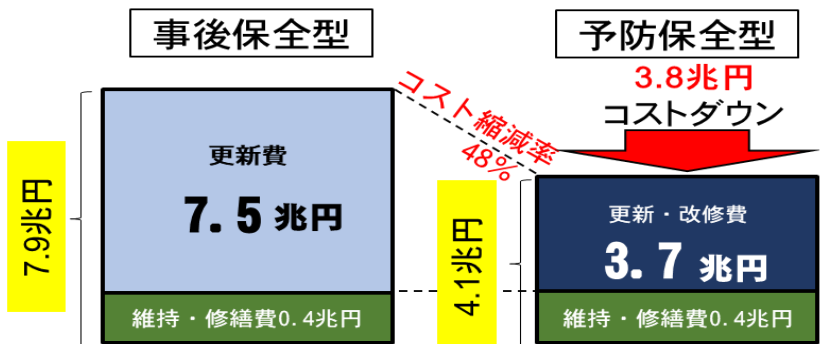 事後保全型
予防保全型
3.8兆円
コストダウン
コスト縮減率
48%
7.9兆円
更新費
7.5兆円
維持・修繕費0.4兆円
4.1兆円
更新・改修費
3.7兆円
維持・修繕費0.4兆円